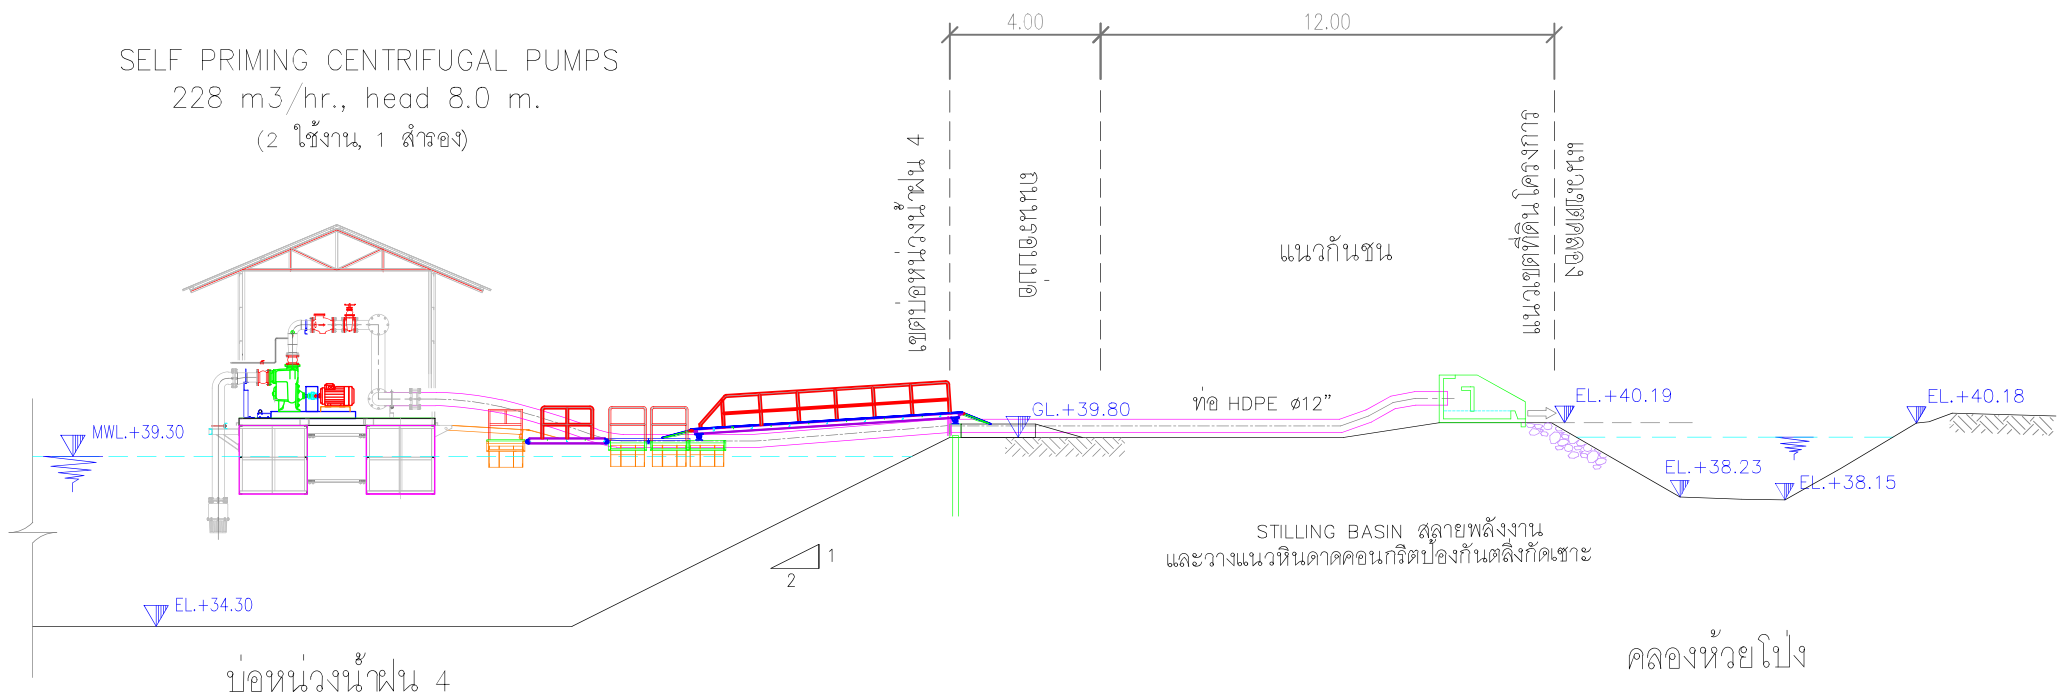 4.00
12.00
SELF PRIMING CENTRIFUGAL PUMPS
228 m3/hr., head 8.0 m.
(2 ใช้งาน, 1 สำรอง)
เขตบ่อหน่วงน้ำฝน 4
ถนนรอบบ่อ
แนวกันชน
แนวเขตที่ดินโครงการ
แนวเขตคลอง
MWL.+39.30
GL.+39.80
ท่อ HDPE ø12"
EL.+40.19
EL.+40.18
EL.+38.23
EL.+38.15
STILLING BASIN สลายพลังงาน
และวางแนวหินดาดคอนกรีตป้องกันตลิ่งกัดเซาะ
1
2
EL.+34.30
บ่อหน่วงน้ำฝน 4
คลองห้วยโป่ง